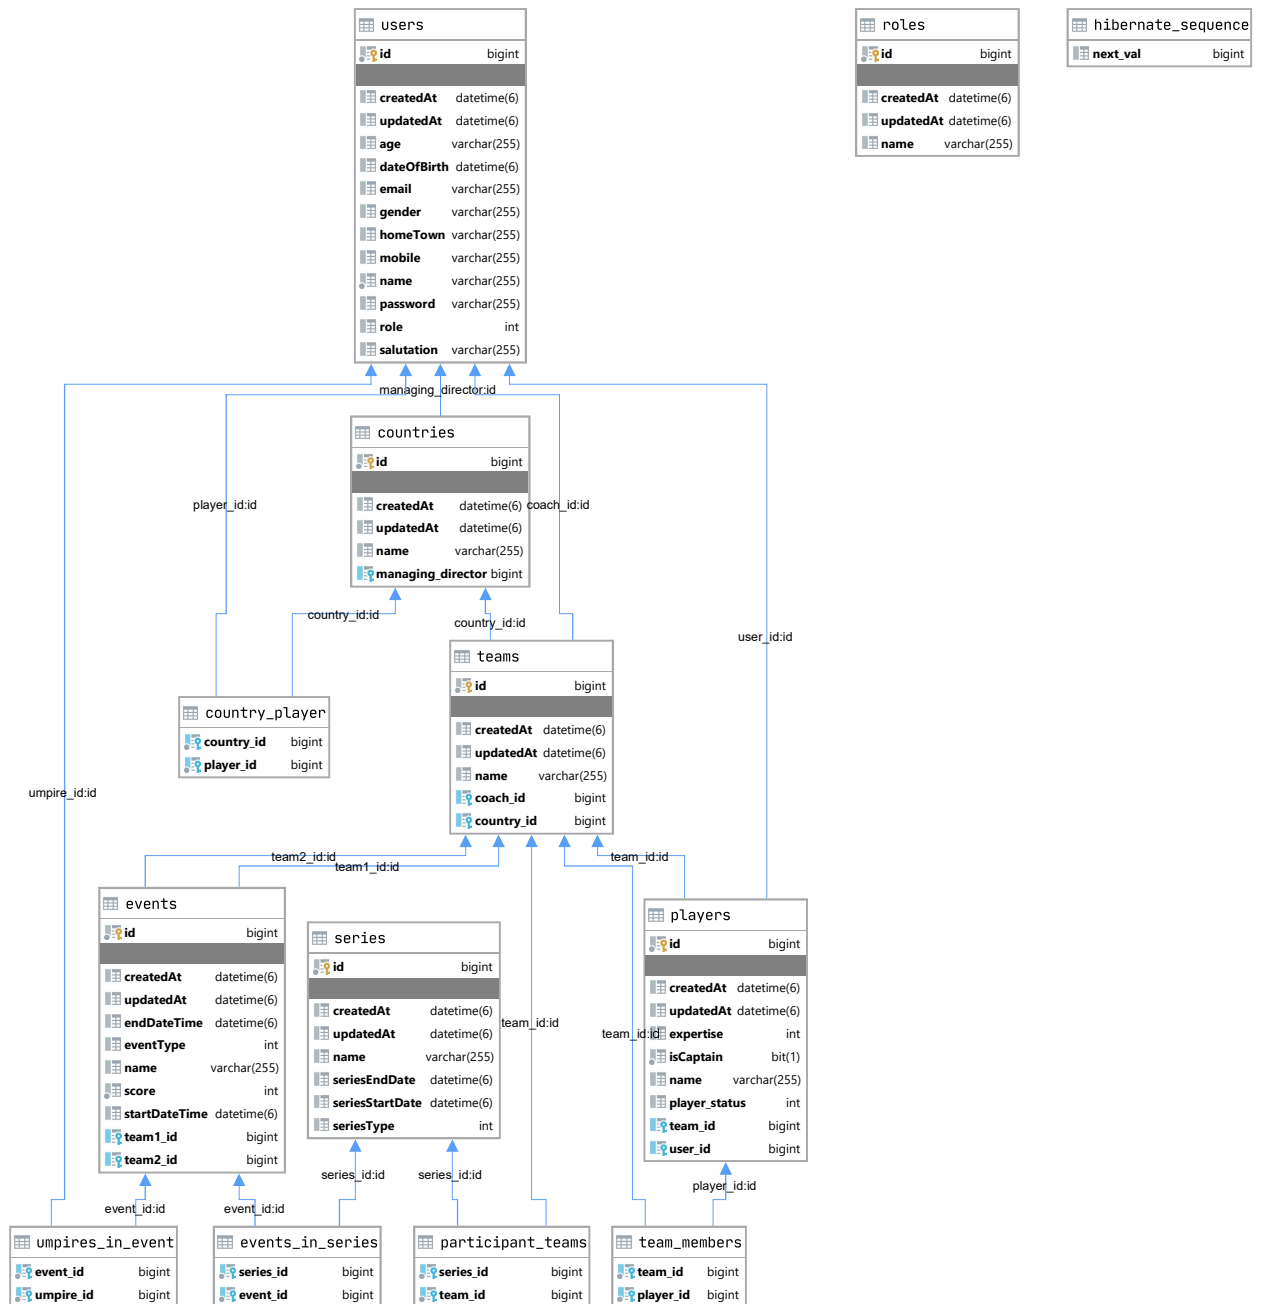 users
id bigint
createdAt datetime(6)
updatedAt datetime(6)
age varchar(255)
dateOfBirth datetime(6)
email varchar(255)
gender varchar(255)
homeTown varchar(255)
mobile varchar(255)
name varchar(255)
password varchar(255)
role int
salutation varchar(255)
roles
id bigint
createdAt datetime(6)
updatedAt datetime(6)
name varchar(255)
hibernate_sequence
next_val bigint
managing_director:id
countries
id bigint
createdAt datetime(6)
updatedAt datetime(6)
name varchar(255)
managing_director bigint
player_id:id
coach_id:id
country_id:id
country_id:id
user_id:id
teams
id bigint
createdAt datetime(6)
updatedAt datetime(6)
name varchar(255)
coach_id bigint
country_id bigint
country_player
country_id bigint
player_id bigint
umpire_id:id
team2_id:id
team1_id:id
team_id:id
events
id bigint
createdAt datetime(6)
updatedAt datetime(6)
endDateTime datetime(6)
eventType int
name varchar(255)
score int
startDateTime datetime(6)
team1_id bigint
team2_id bigint
series
id bigint
createdAt datetime(6)
updatedAt datetime(6)
name varchar(255)
seriesEndDate datetime(6)
seriesStartDate datetime(6)
seriesType int
team_id:id
team_id:id
players
id bigint
createdAt datetime(6)
updatedAt datetime(6)
expertise int
isCaptain bit(1)
name varchar(255)
player_status int
team_id bigint
user_id bigint
event_id:id
event_id:id
series_id:id
series_id:id
player_id:id
umpires_in_event
event_id bigint
umpire_id bigint
events_in_series
series_id bigint
event_id bigint
participant_teams
series_id bigint
team_id bigint
team_members
team_id bigint
player_id bigint